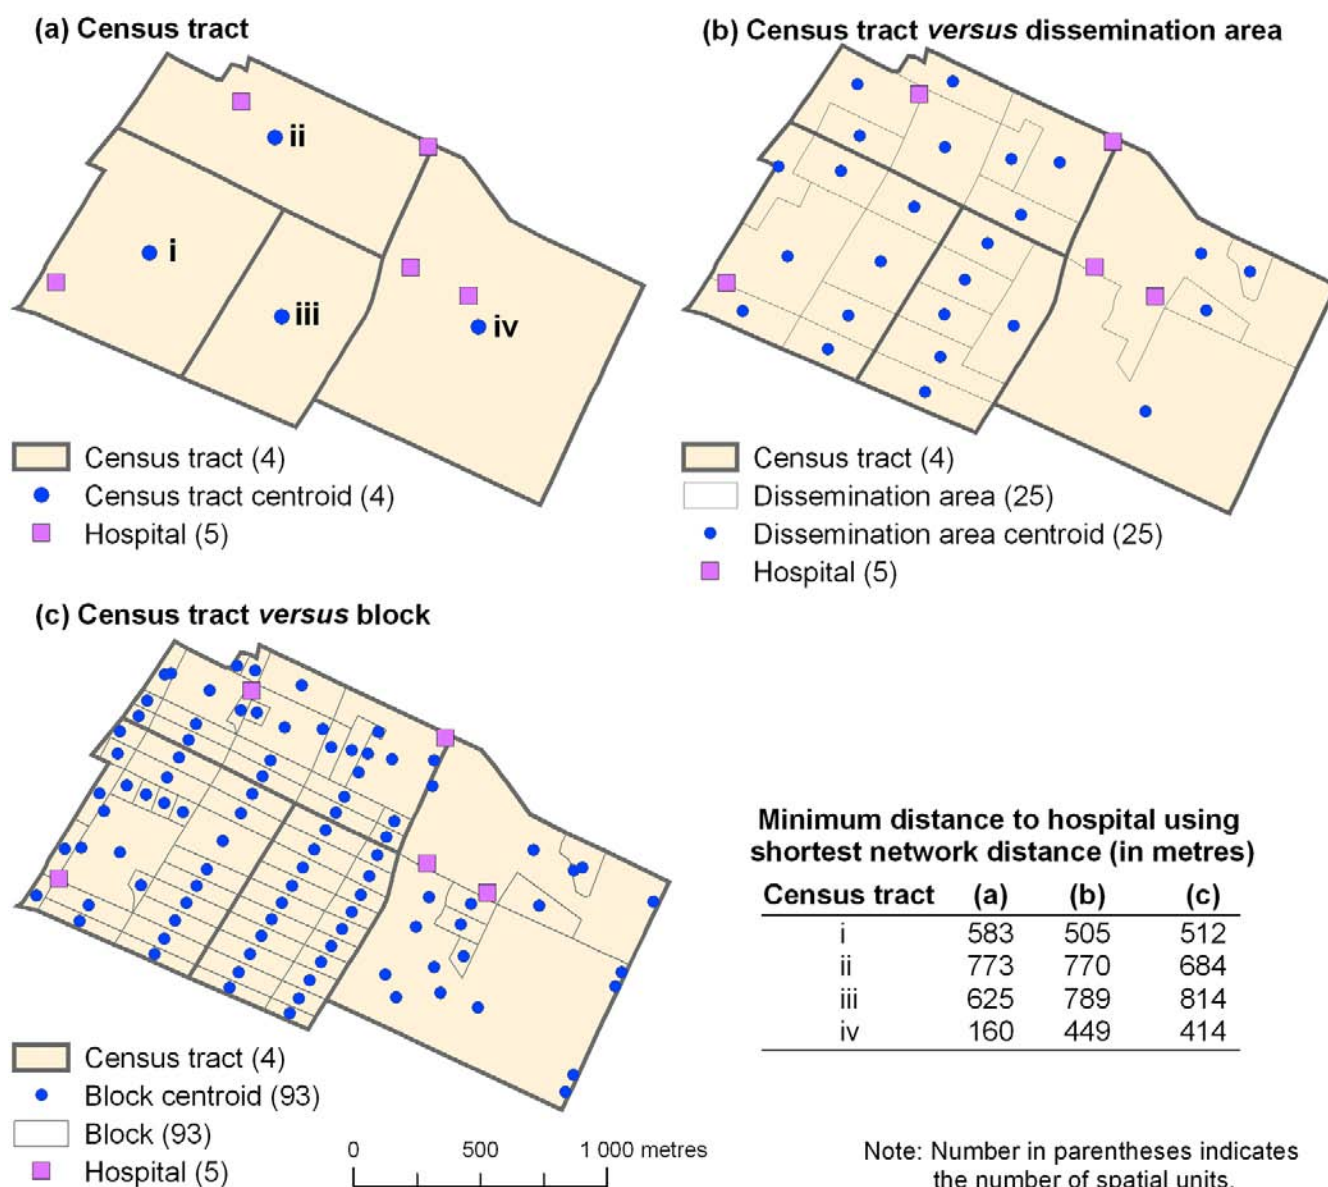 (a) Census tract
ii
i
iii
iv
Census tract (4)
Census tract centroid (4)
Hospital (5)
(b) Census tract versus dissemination area
Census tract (4)
Dissemination area (25)
Dissemination area centroid (25)
Hospital (5)
(c) Census tract versus block
Census tract (4)
Block centroid (93)
Block (93)
Hospital (5)
0 500 1 000 metres
Minimum distance to hospital using
shortest network distance (in metres)
Census tract (a) (b) (c)
i 583 505 512
ii 773 770 684
iii 625 789 814
iv 160 449 414
Note: Number in parentheses indicates
the number of spatial units.